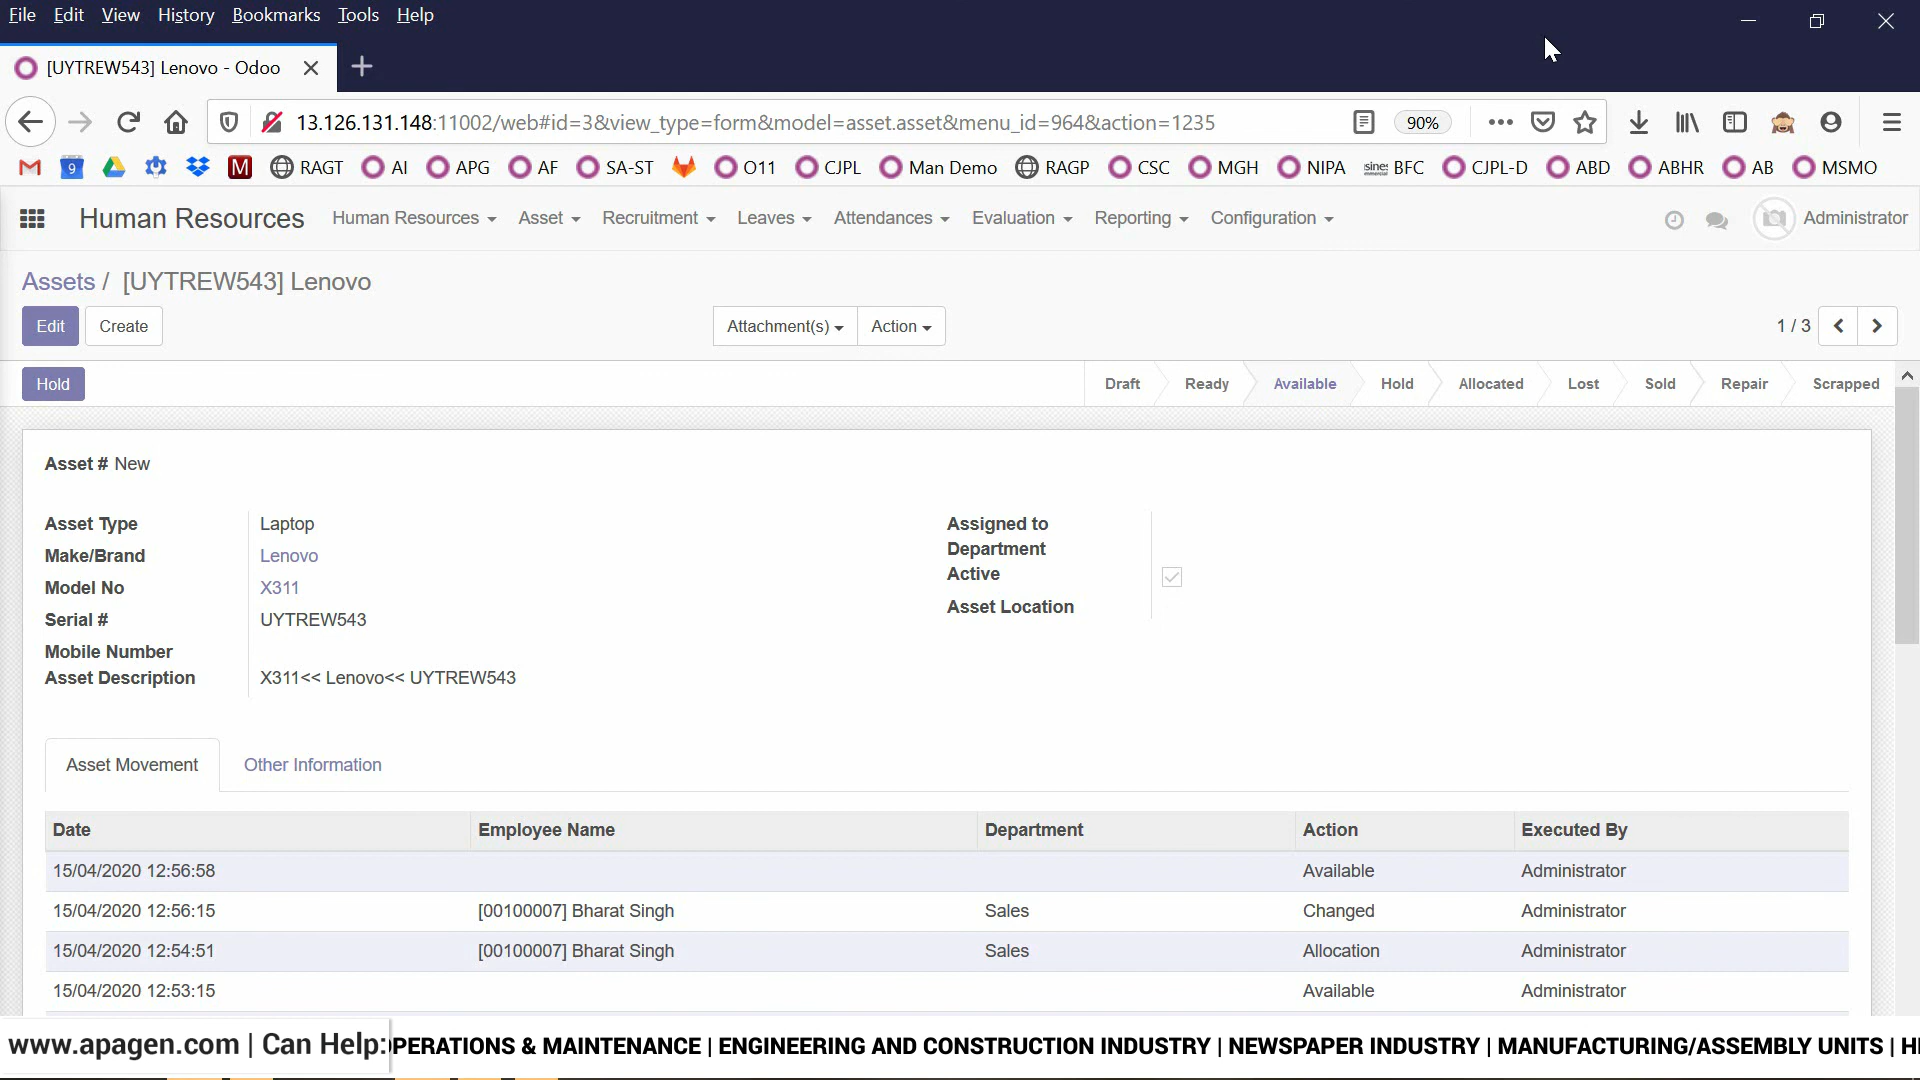 File Edit View History Bookmarks Tools Help
[UYTREW543] Lenovo - Odoo
13.126.131.148:11002/web#id=3&view_type=form&model=asset.asset&menu_id=964&action=1235 90%
9 M RAGT AI APG AF SA-ST O11 CJPL Man Demo RAGP CSC MGH NIPA sines BFC CJPL-D ABD ABHR AB MSMO
Human Resources Human Resources Asset Recruitment Leaves Attendances Evaluation Reporting Configuration Administrator
Assets / [UYTREW543] Lenovo
Edit Create Attachment(s) Action 1 / 3
Hold Draft Ready Available Hold Allocated Lost Sold Repair Scrapped
Asset # New
Asset Type Laptop Assigned to
Make/Brand Lenovo Department
Model No X311 Active
Serial # UYTREW543 Asset Location
Mobile Number
Asset Description X311<< Lenovo<< UYTREW543
Asset Movement Other Information
Date Employee Name Department Action Executed By
15/04/2020 12:56:58 Available Administrator
15/04/2020 12:56:15 [00100007] Bharat Singh Sales Changed Administrator
15/04/2020 12:54:51 [00100007] Bharat Singh Sales Allocation Administrator
15/04/2020 12:53:15 Available Administrator
www.apagen.com | Can Help: PERATIONS & MAINTENANCE | ENGINEERING AND CONSTRUCTION INDUSTRY | NEWSPAPER INDUSTRY | MANUFACTURING/ASSEMBLY UNITS |